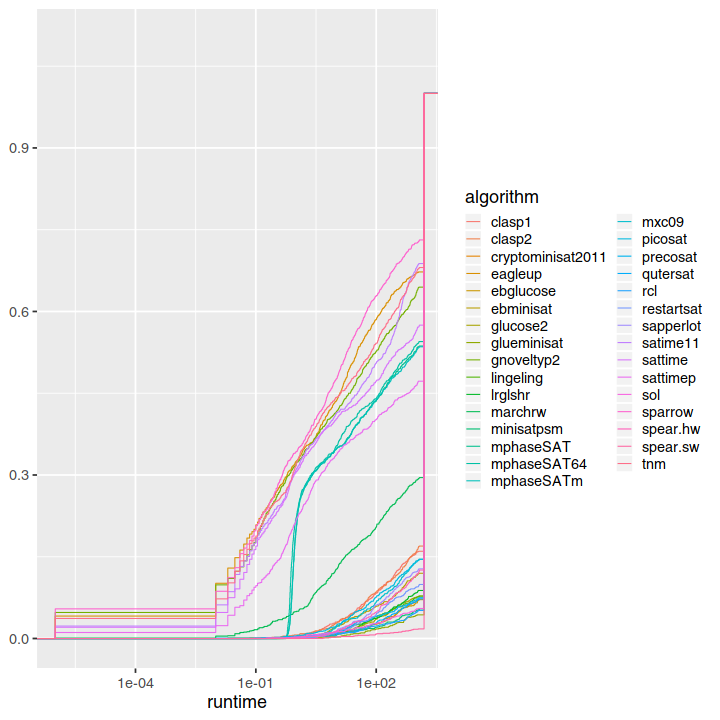 0.9
0.6
0.3
0.0
1e-04 1e-01 1e+02
runtime
algorithm
clasp1
clasp2
cryptominisat2011
eagleup
ebglucose
ebminisat
glucose2
glueminisat
gnoveltyp2
lingeling
lrglshr
marchrw
minisatpsm
mphaseSAT
mphaseSAT64
mphaseSATm
mxc09
picosat
precosat
qutersat
rcl
restartsat
sapperlot
satime11
sattime
sattimep
sol
sparrow
spear.hw
spear.sw
tnm